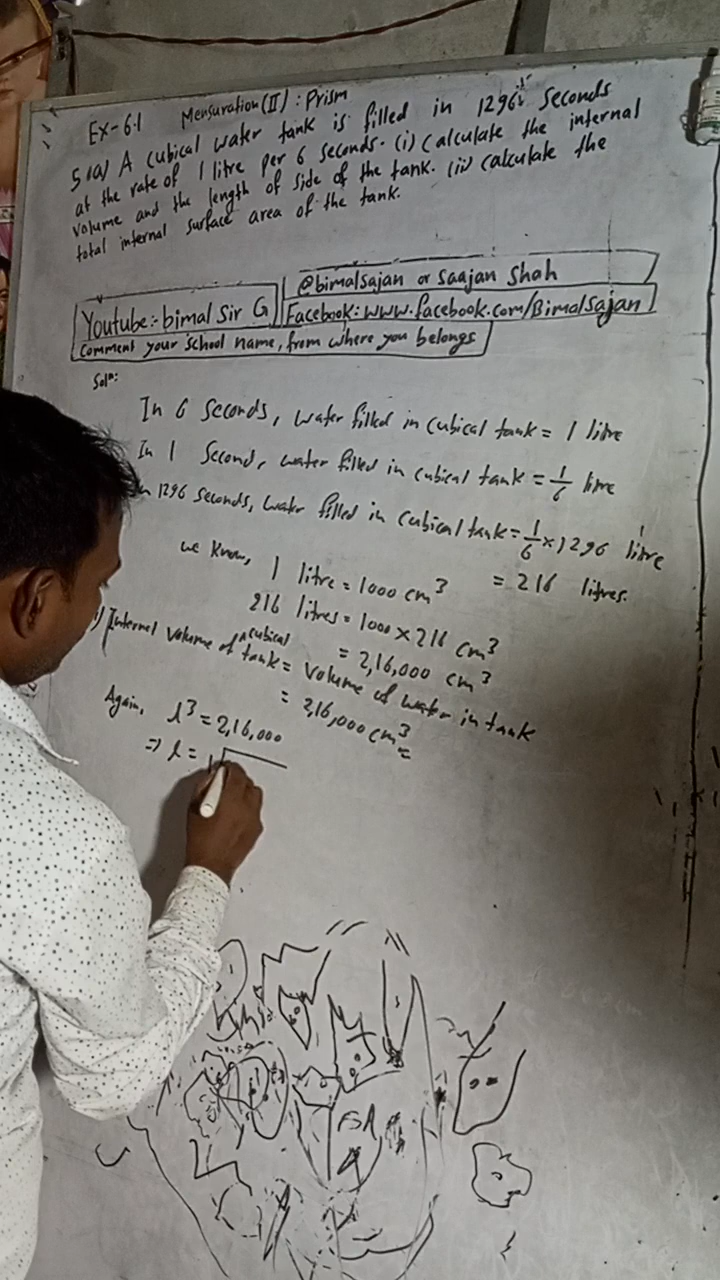 Ex-6.1 Mensuration (II) : Prism
5.(a) A cubical water tank is filled in 1296 seconds
at the rate of 1 litre per 6 seconds. (i) Calculate the internal
volume and the length of side of the tank. (ii) calculate the
total internal surface area of the tank.
@bimalsajan or Saajan Shah
Youtube:- bimal Sir G
Facebook: www.facebook.com/Bimalsajan
Comment your school name, from where you belongs
Solⁿ:
In 6 Seconds, water filled in cubical tank = 1 litre
In 1 Second, water filled in cubical tank = 1/6 litre
1296 seconds, water filled in cubical tank = 1/6 × 1296 litre
= 216 litres.
we know,
1 litre = 1000 cm³
216 litres = 1000 × 216 cm³
= 2,16,000 cm³
) Internal volume of cubical tank = volume of water in tank
= 2,16,000 cm³
Again,
l³ = 2,16,000
⇒ l =